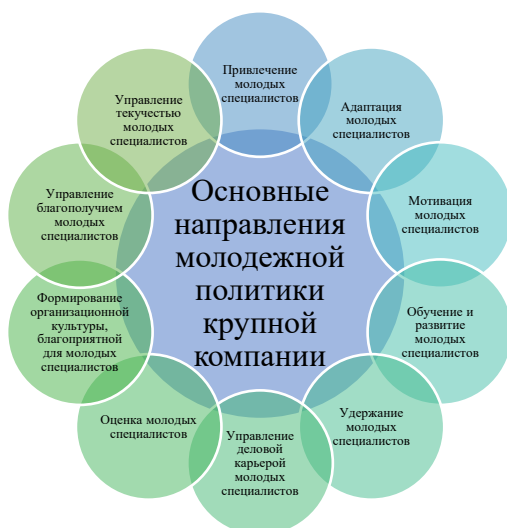 Привлечение
молодых
специалистов
Адаптация
молодых
специалистов
Мотивация
молодых
специалистов
Обучение и
развитие
молодых
специалистов
Удержание
молодых
специалистов
Управление
деловой
карьерой
молодых
специалистов
Оценка молодых
специалистов
Формирование
организационной
культуры,
благоприятной
для молодых
специалистов
Управление
благополучием
молодых
специалистов
Управление
текучестью
молодых
специалистов
Основные
направления
молодежной
политики
крупной
компании